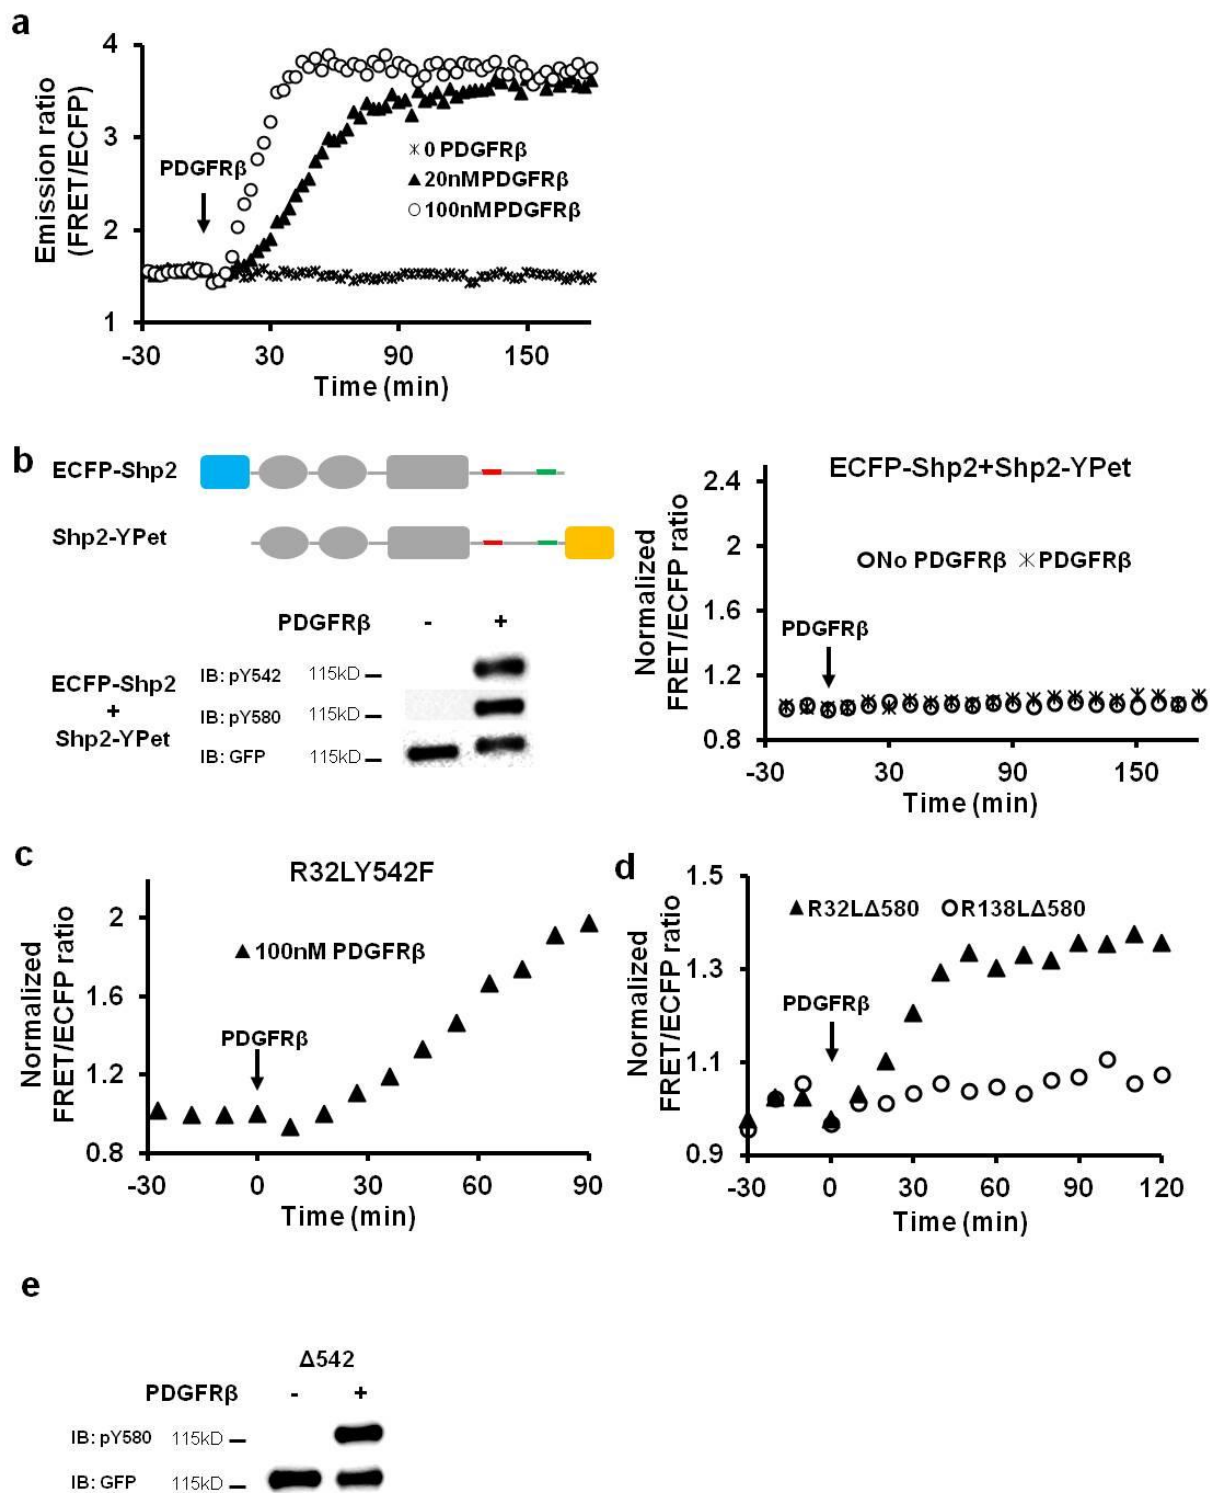 a
Emission ratio
(FRET/ECFP)
4
3
2
1
PDGFRβ
0 PDGFRβ
20nMPDGFRβ
100nMPDGFRβ
-30 30 90 150
Time (min)
b
ECFP-Shp2
Shp2-YPet
PDGFRβ - +
ECFP-Shp2
+
Shp2-YPet
IB: pY542 115kD
IB: pY580 115kD
IB: GFP 115kD
ECFP-Shp2+Shp2-YPet
Normalized
FRET/ECFP ratio
2.4
2
1.6
1.2
0.8
No PDGFRβ PDGFRβ
PDGFRβ
-30 30 90 150
Time (min)
c
R32LY542F
Normalized
FRET/ECFP ratio
2
1.6
1.2
0.8
100nM PDGFRβ
PDGFRβ
-30 0 30 60 90
Time (min)
d
Normalized
FRET/ECFP ratio
1.5
1.3
1.1
0.9
R32LΔ580 R138LΔ580
PDGFRβ
-30 0 30 60 90 120
Time (min)
e
Δ542
PDGFRβ - +
IB: pY580 115kD
IB: GFP 115kD